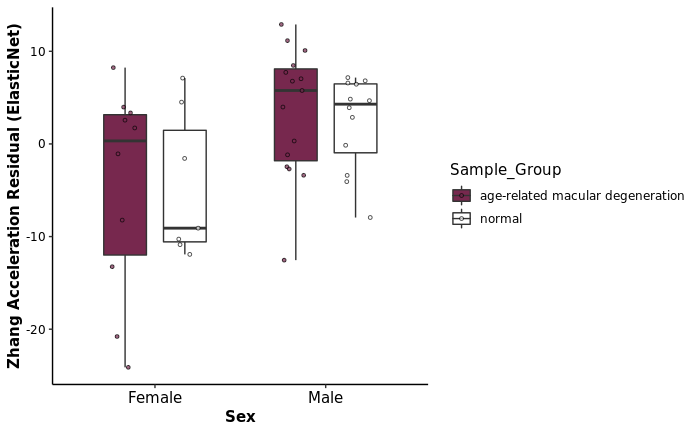 Zhang Acceleration Residual (ElasticNet)
10
0
-10
-20
Female
Male
Sex
Sample_Group
age-related macular degeneration
normal